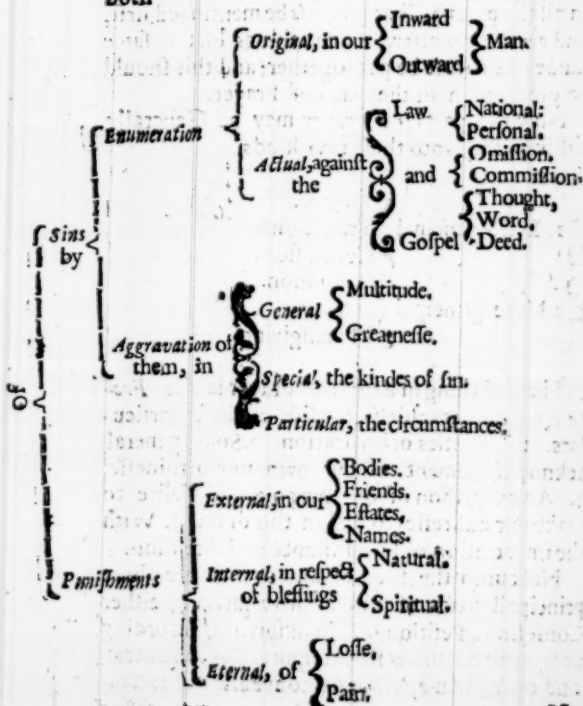 Both
Original, in our
Inward
Outward
Man.
Enumeration
Actual, against
the
Law
and
Gospel
National:
Perſonal.
Omiſſion.
Commiſſion.
Thought,
Word.
Deed.
Sins
by
Aggravation of
them, in
General
Multitude.
Greatneſſe.
Special, the kindes of ſin.
Particular, the circumſtances.
Of
Puniſhments
External, in our
Bodies.
Friends,
Eſtates,
Names.
Internal, in reſpect
of bleſſings
Natural.
Spiritual.
Eternal, of
Loſſe,
Pain.